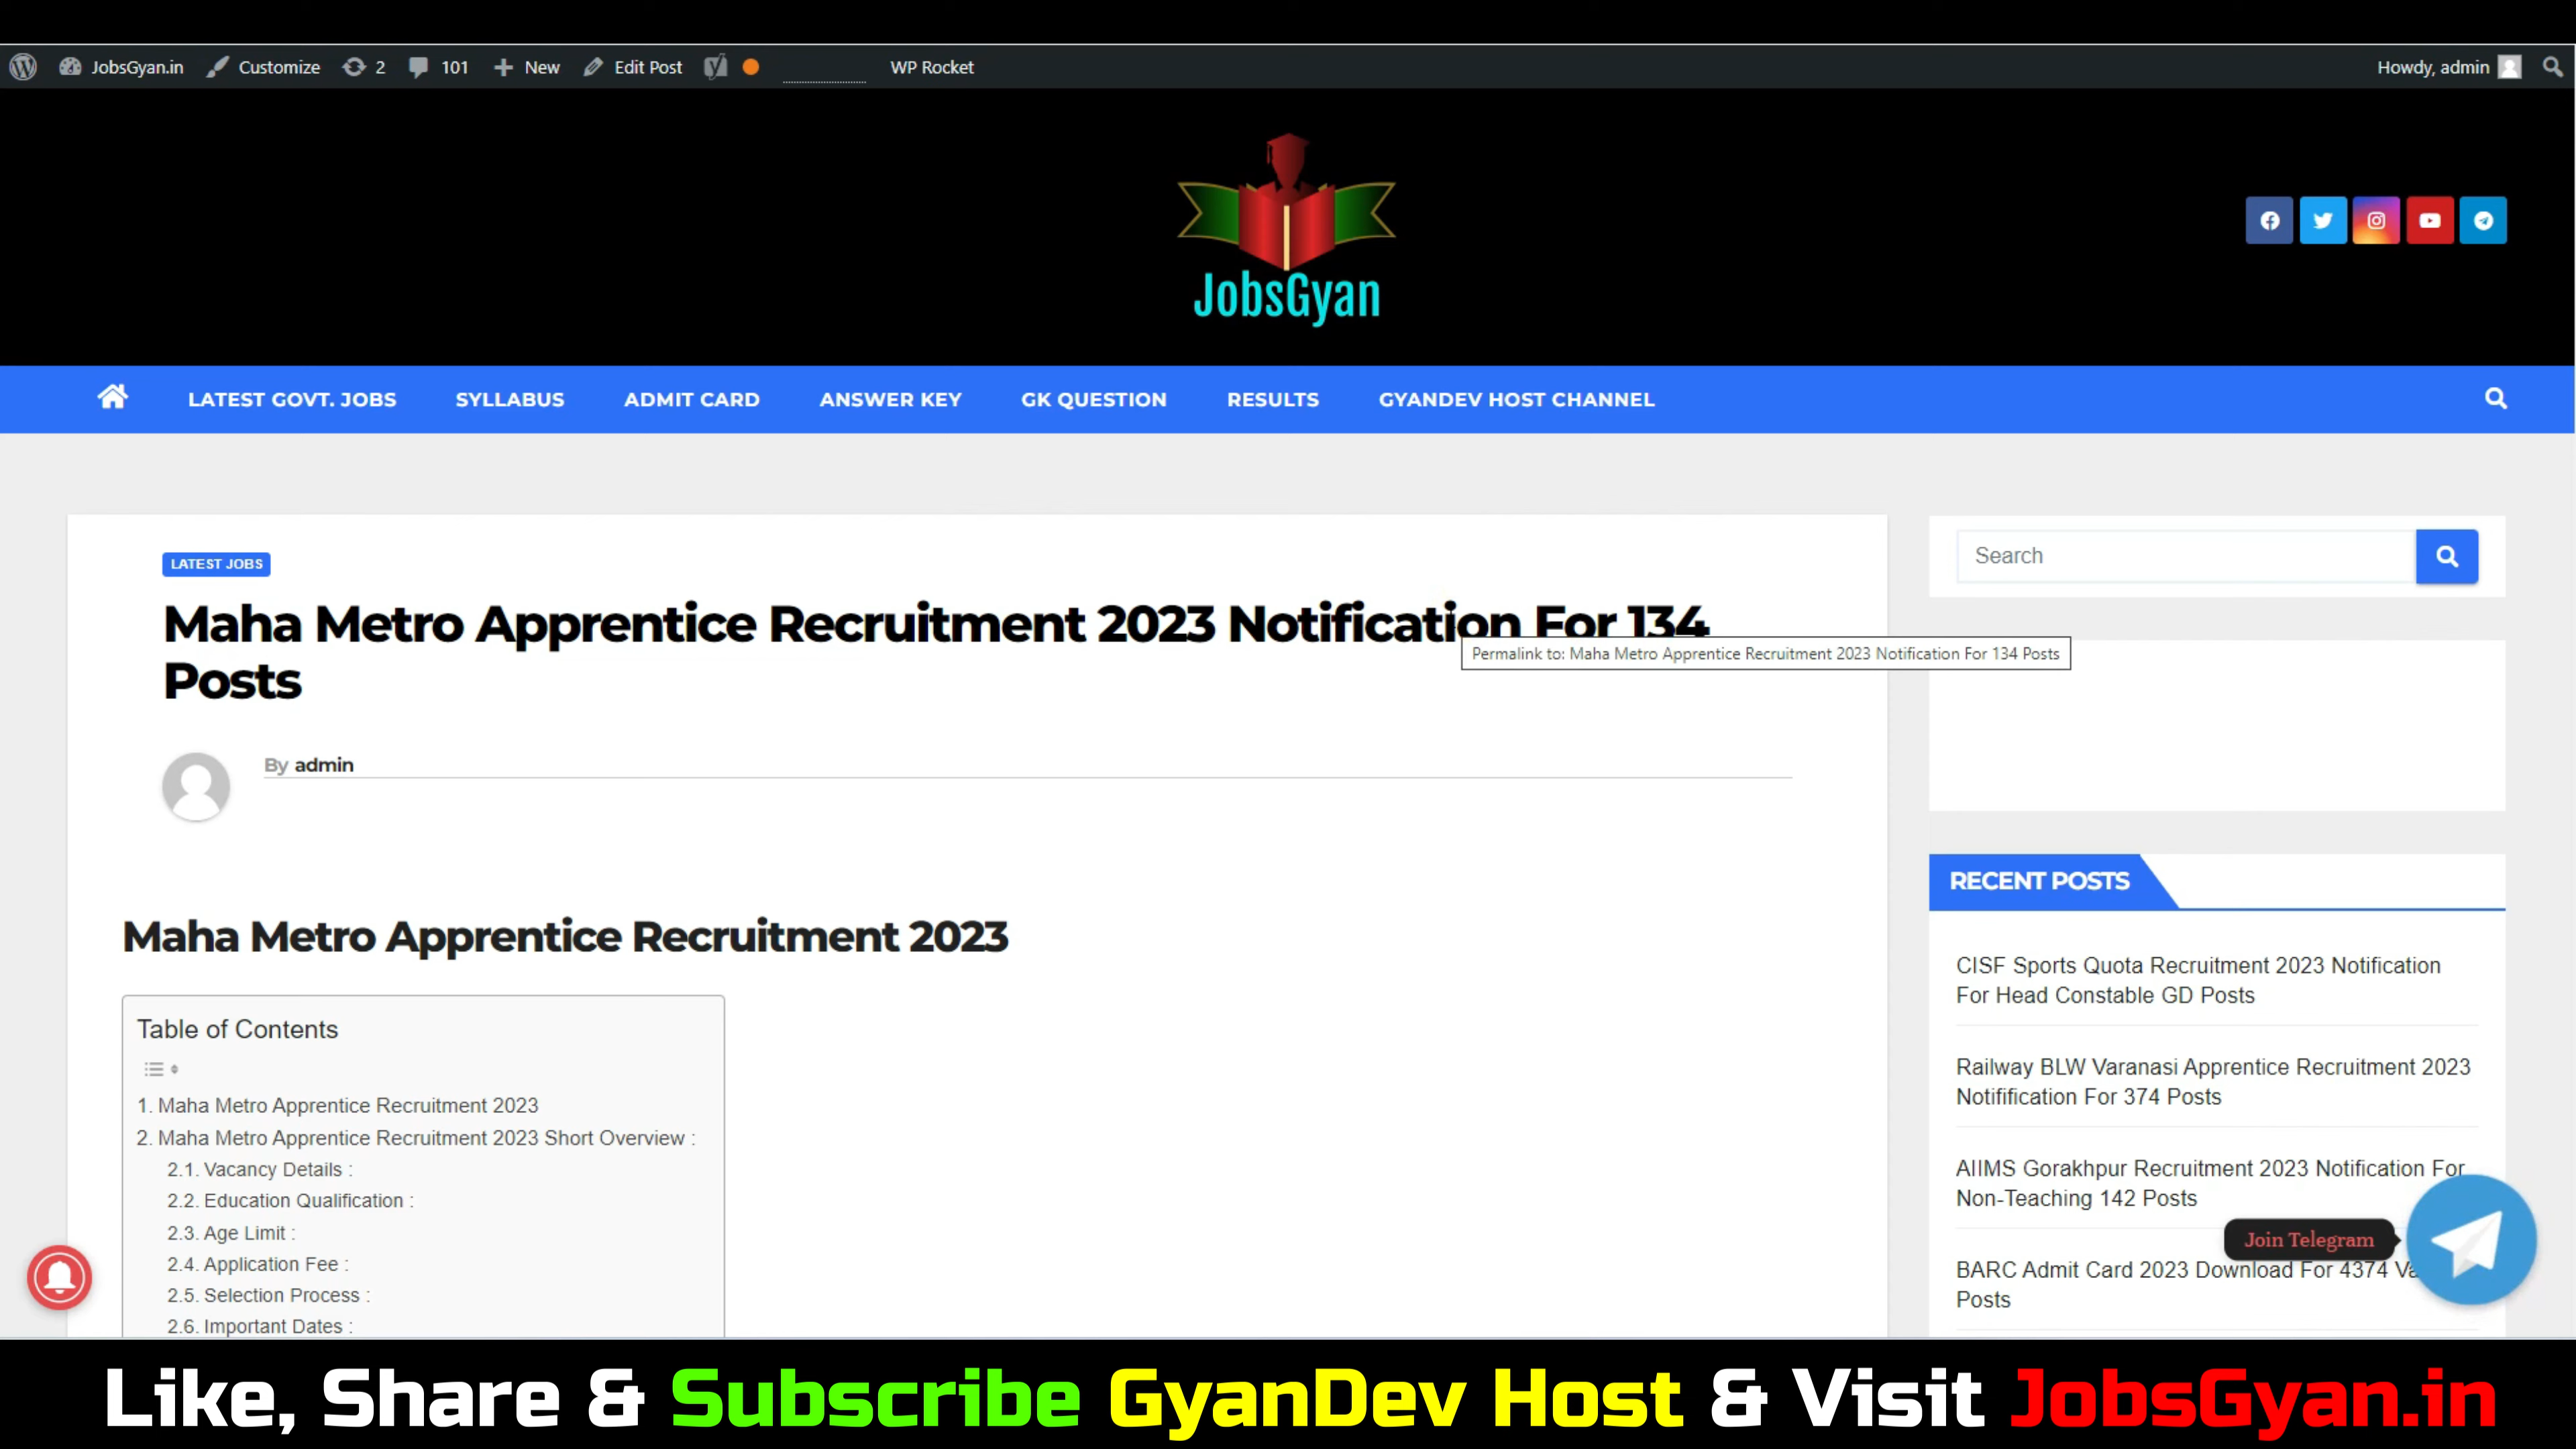 JobsGyan.in Customize 2 101 New Edit Post WP Rocket Howdy, admin
JobsGyan
LATEST GOVT. JOBS SYLLABUS ADMIT CARD ANSWER KEY GK QUESTION RESULTS GYANDEV HOST CHANNEL
LATEST JOBS
Maha Metro Apprentice Recruitment 2023 Notification For 134
Posts
Permalink to: Maha Metro Apprentice Recruitment 2023 Notification For 134 Posts
By admin
Maha Metro Apprentice Recruitment 2023
Table of Contents
1. Maha Metro Apprentice Recruitment 2023
2. Maha Metro Apprentice Recruitment 2023 Short Overview :
2.1. Vacancy Details :
2.2. Education Qualification :
2.3. Age Limit :
2.4. Application Fee :
2.5. Selection Process :
2.6. Important Dates :
Search
RECENT POSTS
CISF Sports Quota Recruitment 2023 Notification
For Head Constable GD Posts
Railway BLW Varanasi Apprentice Recruitment 2023
Notifification For 374 Posts
AIIMS Gorakhpur Recruitment 2023 Notification For
Non-Teaching 142 Posts
Join Telegram
BARC Admit Card 2023 Download For 4374
Posts
Like, Share & Subscribe GyanDev Host & Visit JobsGyan.in